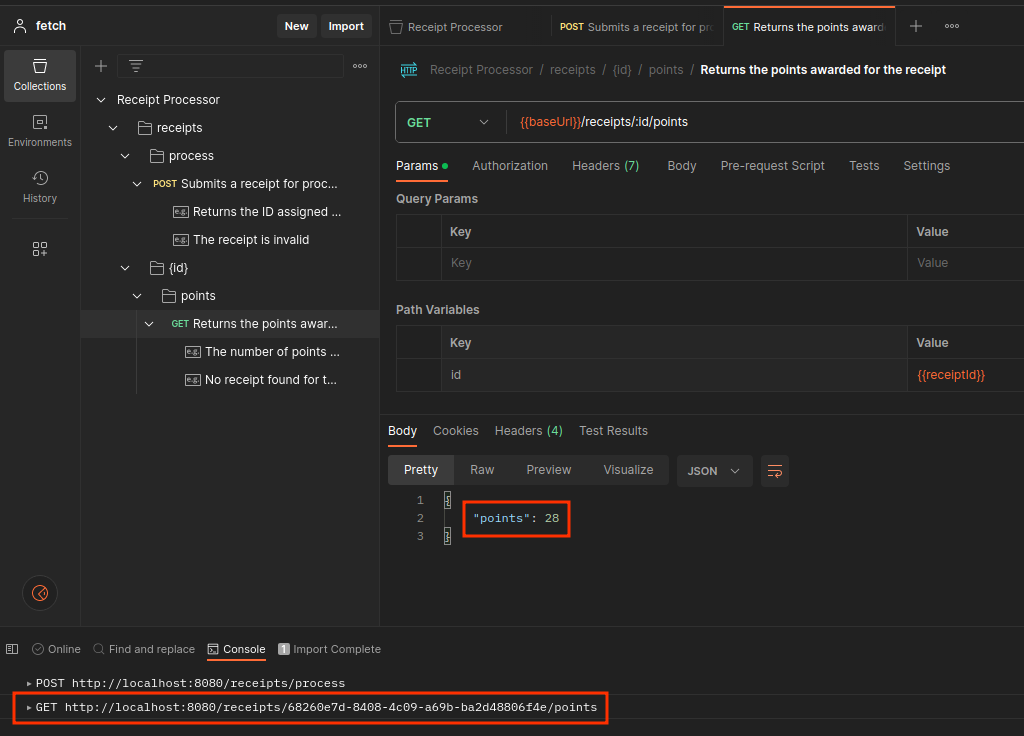 fetch
New
Import
Collections
Environments
History
Receipt Processor
receipts
process
POST Submits a receipt for proc...
e.g. Returns the ID assigned ...
e.g. The receipt is invalid
{id}
points
GET Returns the points awar...
e.g. The number of points ...
e.g. No receipt found for t...
Receipt Processor
POST Submits a receipt for pro
GET Returns the points award
HTTP Receipt Processor / receipts / {id} / points / Returns the points awarded for the receipt
GET {{baseUrl}}/receipts/:id/points
Params Authorization Headers (7) Body Pre-request Script Tests Settings
Query Params
Key Value
Key Value
Path Variables
Key Value
id {{receiptId}}
Body Cookies Headers (4) Test Results
Pretty Raw Preview Visualize JSON
1 {
2 "points": 28
3 }
Online Find and replace Console 1 Import Complete
POST http://localhost:8080/receipts/process
GET http://localhost:8080/receipts/68260e7d-8408-4c09-a69b-ba2d48806f4e/points